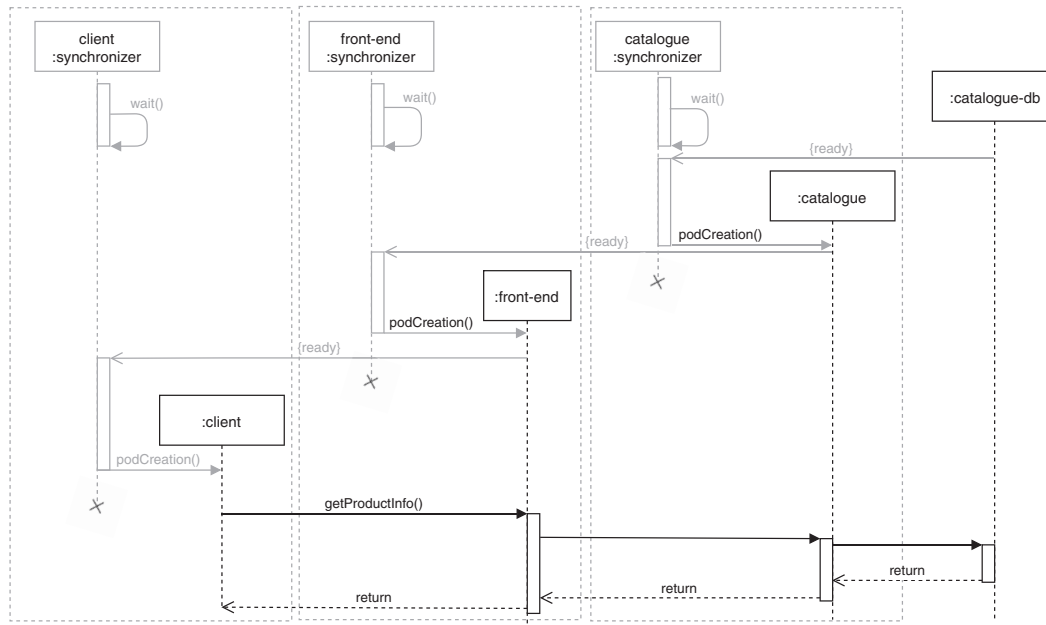 client
:synchronizer
front-end
:synchronizer
catalogue
:synchronizer
wait()
wait()
wait()
:catalogue-db
{ready}
:catalogue
podCreation()
{ready}
:front-end
podCreation()
{ready}
:client
podCreation()
getProductInfo()
return
return
return